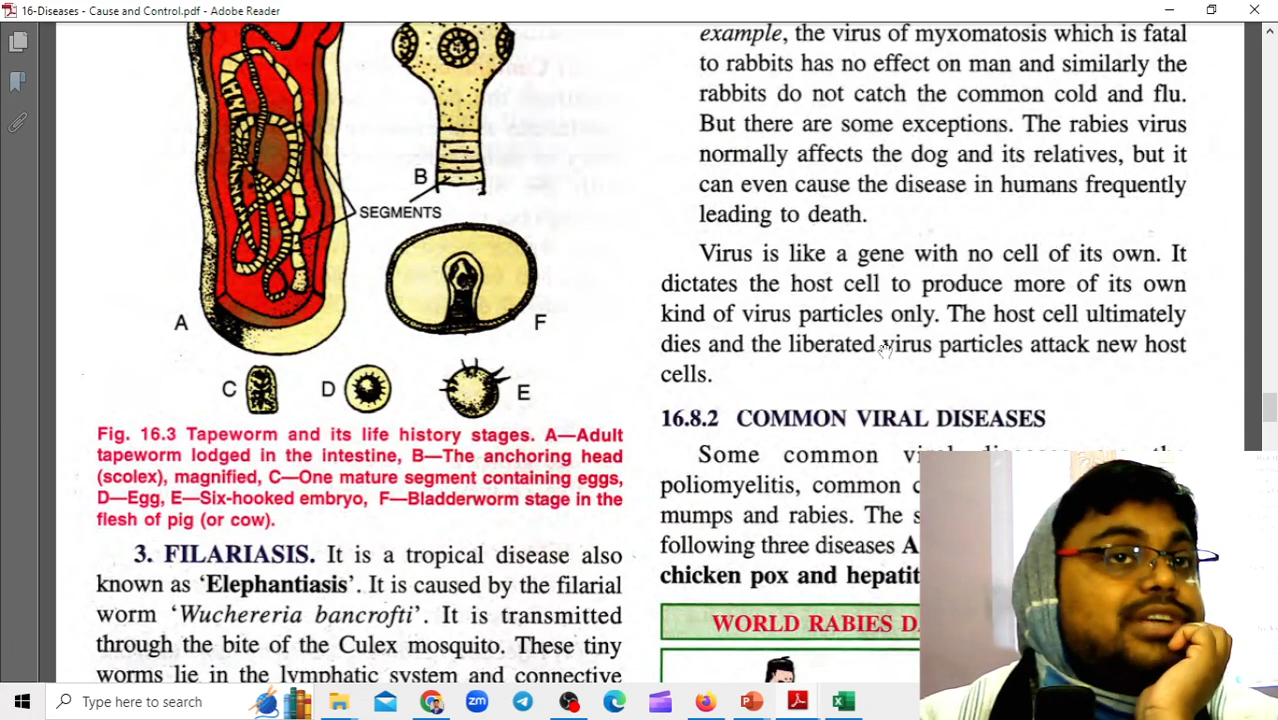 16-Diseases - Cause and Control.pdf - Adobe Reader
B
SEGMENTS
A
F
C
D
E
Fig. 16.3 Tapeworm and its life history stages. A—Adult
tapeworm lodged in the intestine, B—The anchoring head
(scolex), magnified, C—One mature segment containing eggs,
D—Egg, E—Six-hooked embryo, F—Bladderworm stage in the
flesh of pig (or cow).
3. FILARIASIS. It is a tropical disease also
known as ‘Elephantiasis’. It is caused by the filarial
worm ‘Wuchereria bancrofti’. It is transmitted
through the bite of the Culex mosquito. These tiny
worms lie in the lymphatic system and connective
example, the virus of myxomatosis which is fatal
to rabbits has no effect on man and similarly the
rabbits do not catch the common cold and flu.
But there are some exceptions. The rabies virus
normally affects the dog and its relatives, but it
can even cause the disease in humans frequently
leading to death.
Virus is like a gene with no cell of its own. It
dictates the host cell to produce more of its own
kind of virus particles only. The host cell ultimately
dies and the liberated virus particles attack new host
cells.
16.8.2 COMMON VIRAL DISEASES
Some common viral diseases
poliomyelitis, common
mumps and rabies. The
following three diseases
chicken pox and
WORLD RABIES
Type here to search